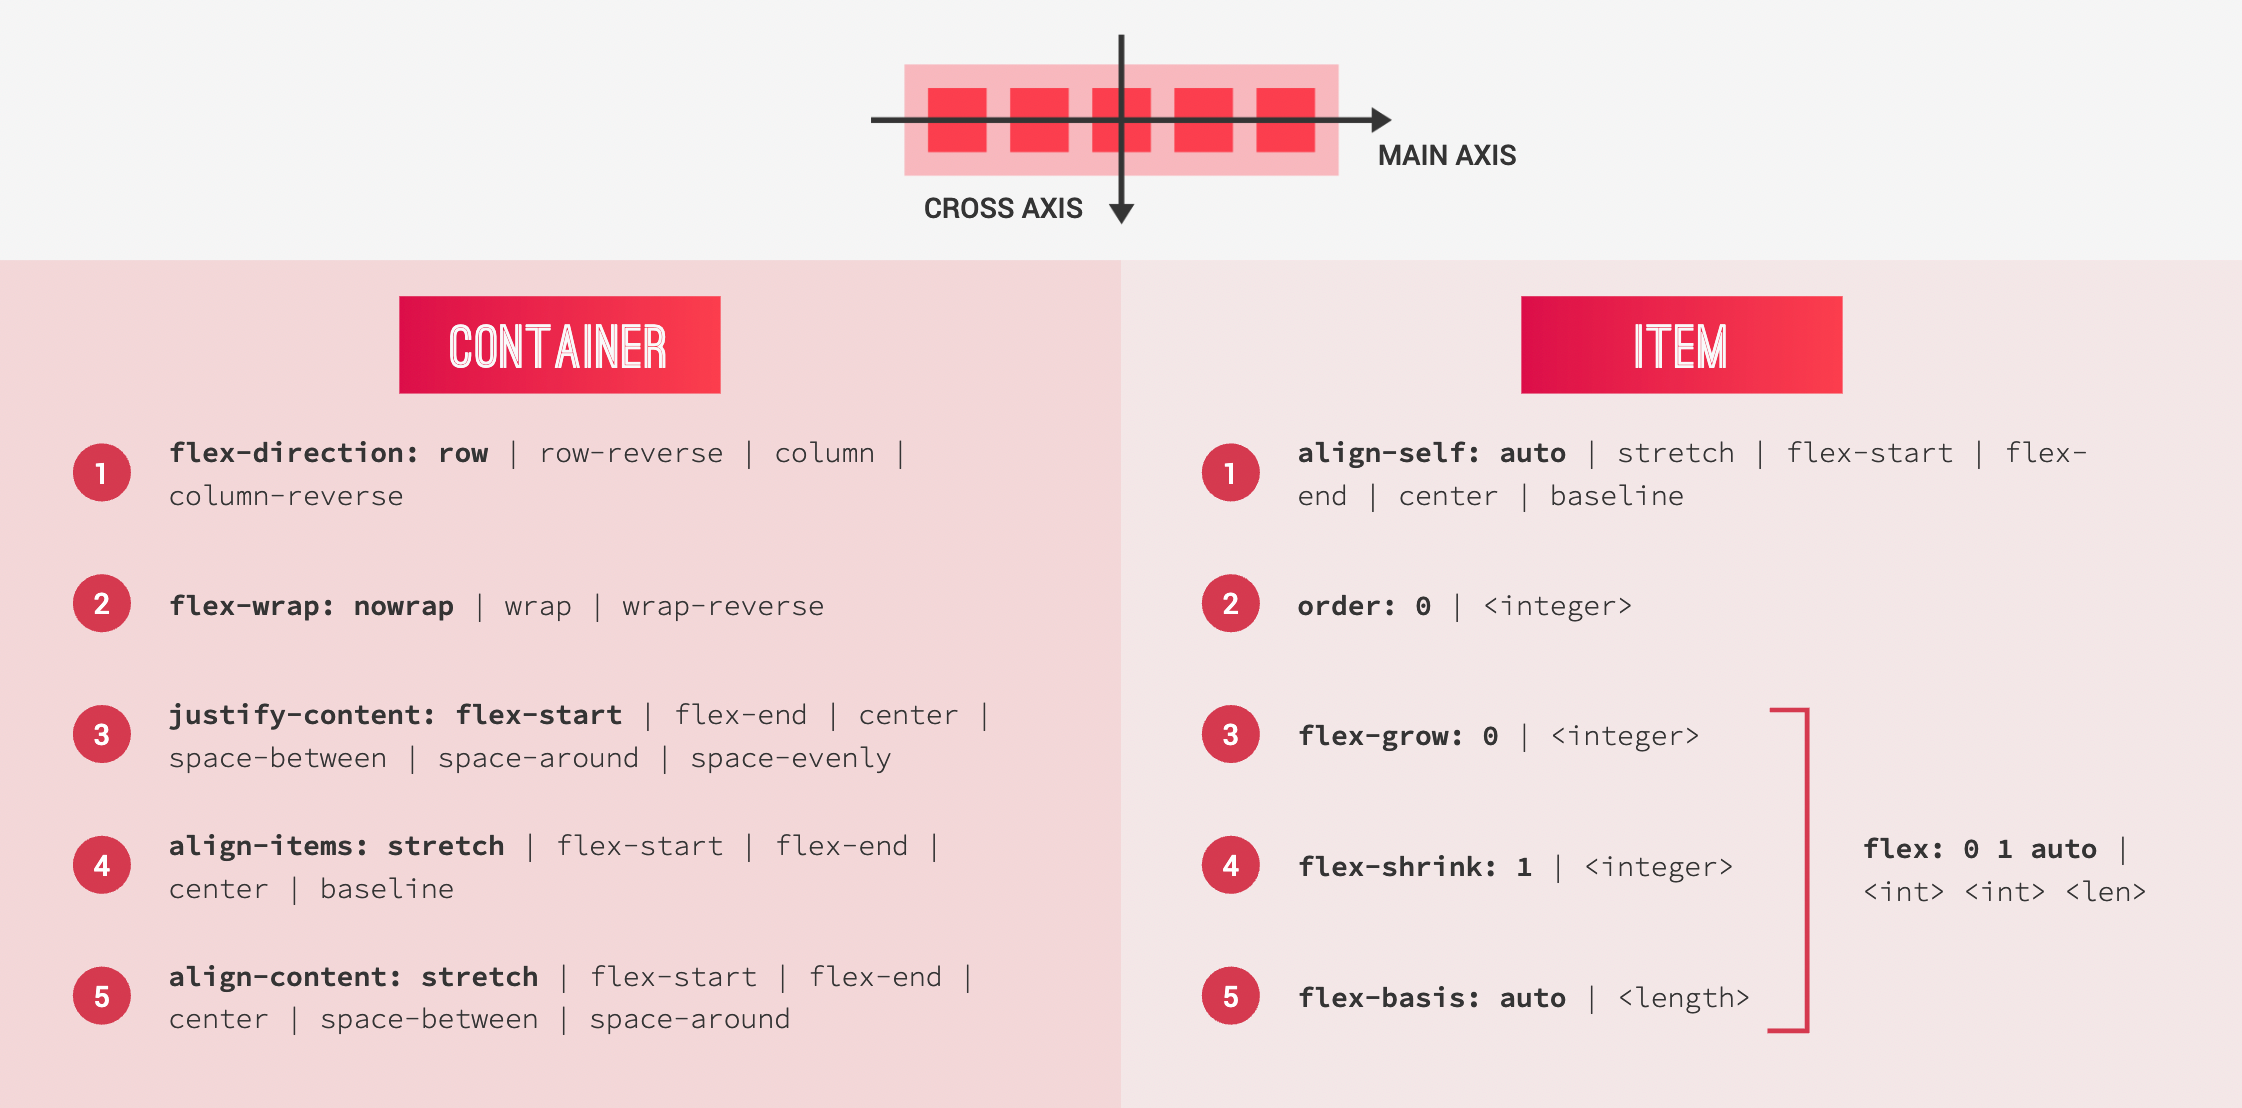 MAIN AXIS
CROSS AXIS
CONTAINER
1
flex-direction: row | row-reverse | column |
column-reverse
2
flex-wrap: nowrap | wrap | wrap-reverse
3
justify-content: flex-start | flex-end | center |
space-between | space-around | space-evenly
4
align-items: stretch | flex-start | flex-end |
center | baseline
5
align-content: stretch | flex-start | flex-end |
center | space-between | space-around
ITEM
1
align-self: auto | stretch | flex-start | flex-
end | center | baseline
2
order: 0 | <integer>
3
flex-grow: 0 | <integer>
4
flex-shrink: 1 | <integer>
5
flex-basis: auto | <length>
flex: 0 1 auto |
<int> <int> <len>